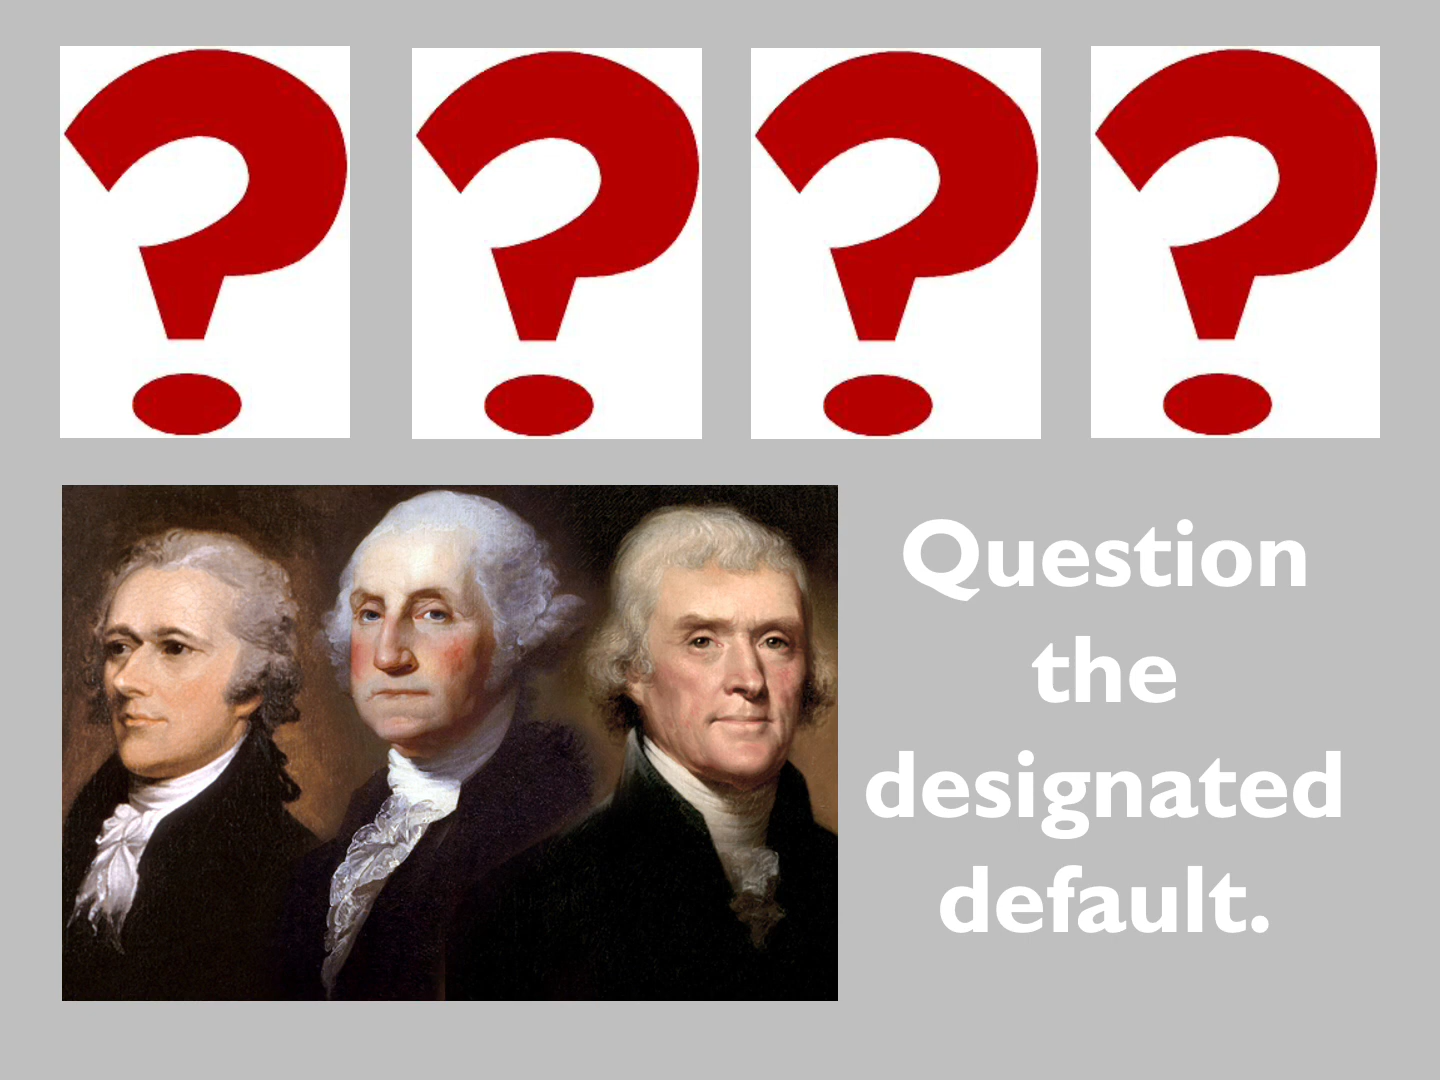 ? ? ? ?
Question
the
designated
default.